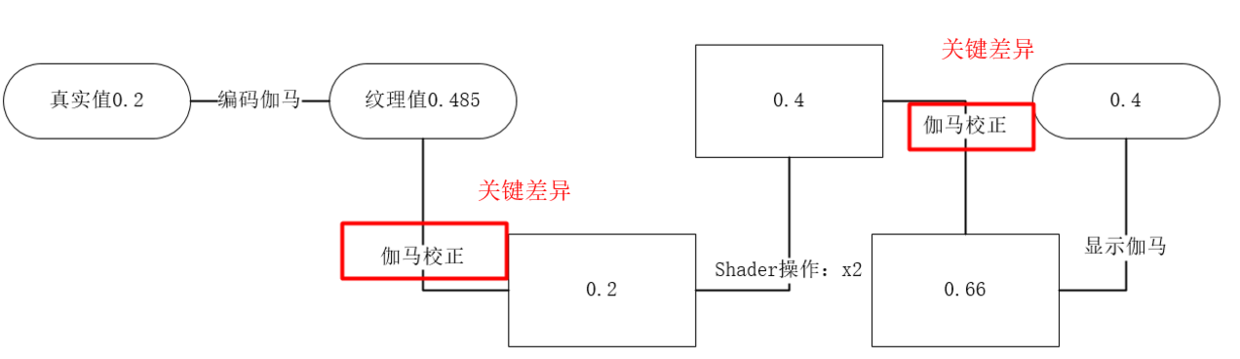 真实值0.2
编码伽马
纹理值0.485
伽马校正
关键差异
0.2
Shader操作: x2
0.4
伽马校正
关键差异
0.66
显示伽马
0.4